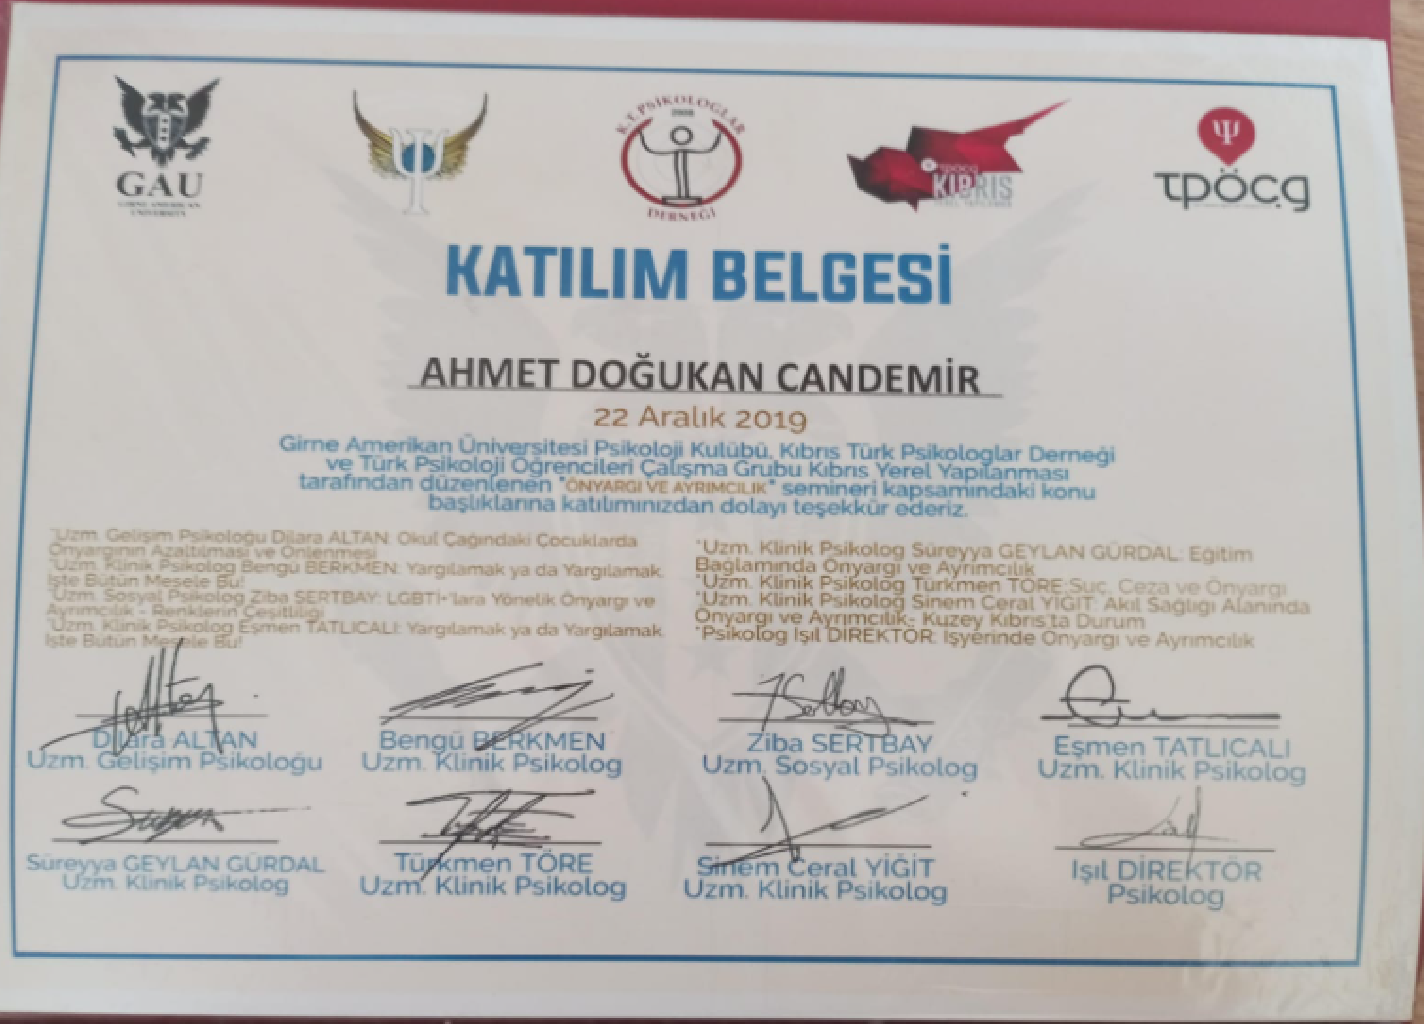 GAU
GIRNE AMERICAN
UNIVERSITY
K.T. PSİKOLOGLAR
DERNEĞİ
tpöçg
KIBRIS
YEREL YAPILANMA
tpöçg
KATILIM BELGESİ
AHMET DOĞUKAN CANDEMİR
22 Aralık 2019
Girne Amerikan Üniversitesi Psikoloji Kulübü, Kıbrıs Türk Psikologlar Derneği
ve Türk Psikoloji Öğrencileri Çalışma Grubu Kıbrıs Yerel Yapılanması
tarafından düzenlenen "ÖNYARGI VE AYRIMCILIK" semineri kapsamındaki konu
başlıklarına katılımınızdan dolayı teşekkür ederiz.
*Uzm. Gelişim Psikoloğu Dilara ALTAN: Okul Çağındaki Çocuklarda
Önyargının Azaltılması ve Önlenmesi
*Uzm. Klinik Psikolog Bengü BERKMEN: Yargılamak ya da Yargılamak
İşte Bütün Mesele Bu!
*Uzm. Sosyal Psikolog Ziba SERTBAY: LGBTİ+'lara Yönelik Önyargı ve
Ayrımcılık - Renklerin Çeşitliliği
*Uzm. Klinik Psikolog Eşmen TATLICALI: Yargılamak ya da Yargılamak
İşte Bütün Mesele Bu!
*Uzm. Klinik Psikolog Süreyya GEYLAN GÜRDAL: Eğitim
Bağlamında Önyargı ve Ayrımcılık
*Uzm. Klinik Psikolog Türkmen TÖRE:Suç, Ceza ve Önyargı
*Uzm. Klinik Psikolog Sinem Ceral YİĞİT: Akıl Sağlığı Alanında
Önyargı ve Ayrımcılık- Kuzey Kıbrıs'ta Durum
*Psikolog Işıl DİREKTÖR: İşyerinde Önyargı ve Ayrımcılık
Dilara ALTAN
Uzm. Gelişim Psikoloğu
Bengü BERKMEN
Uzm. Klinik Psikolog
Ziba SERTBAY
Uzm. Sosyal Psikolog
Eşmen TATLICALI
Uzm. Klinik Psikolog
Süreyya GEYLAN GÜRDAL
Uzm. Klinik Psikolog
Türkmen TÖRE
Uzm. Klinik Psikolog
Sinem Ceral YİĞİT
Uzm. Klinik Psikolog
Işıl DİREKTÖR
Psikolog